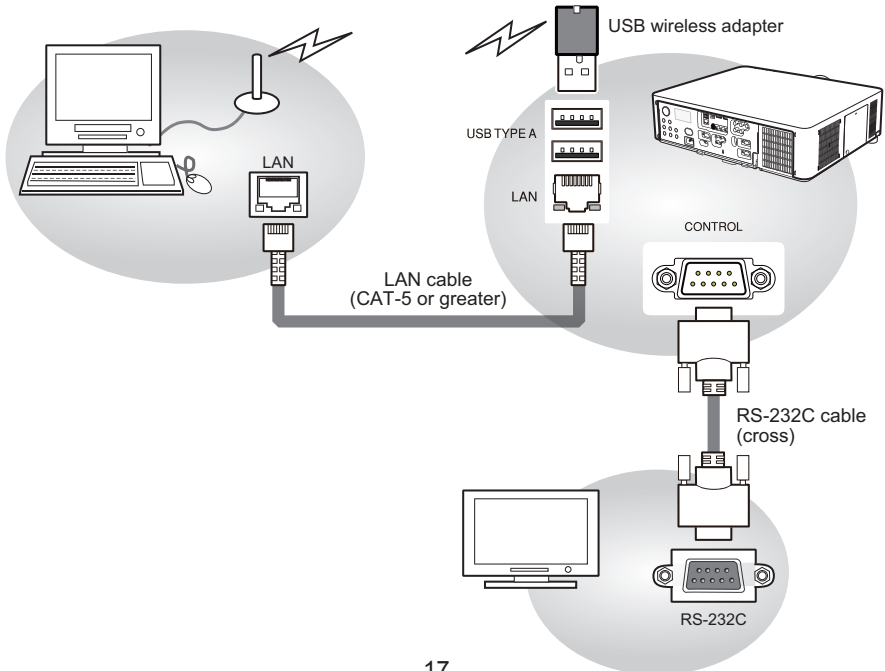 USB wireless adapter
USB TYPE A
LAN
LAN
CONTROL
LAN cable
(CAT-5 or greater)
RS-232C cable
(cross)
RS-232C
17